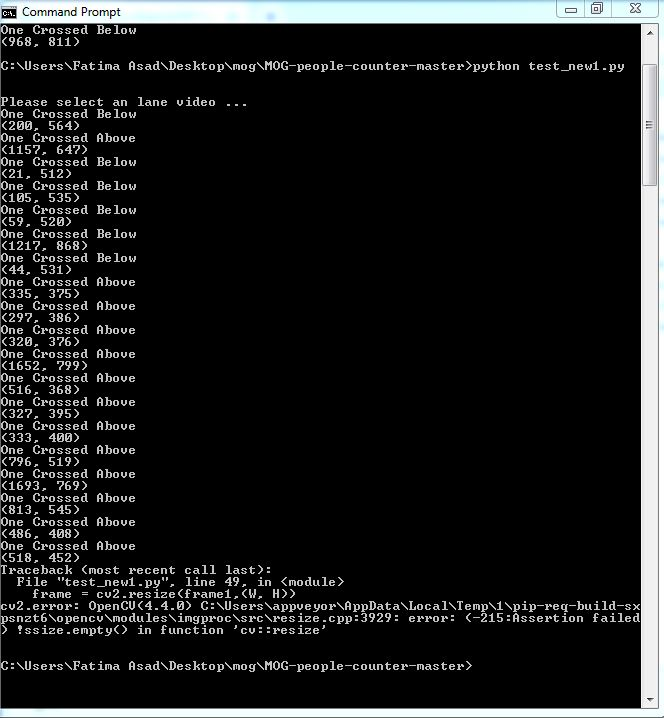 Command Prompt
One Crossed Below
(968, 811)
C:\Users\Fatima Asad\Desktop\mog\MOG-people-counter-master>python test_new1.py
Please select an lane video ...
One Crossed Below
(200, 564)
One Crossed Above
(1157, 647)
One Crossed Below
(21, 512)
One Crossed Below
(105, 535)
One Crossed Below
(59, 520)
One Crossed Below
(1217, 868)
One Crossed Below
(44, 531)
One Crossed Above
(335, 375)
One Crossed Above
(297, 386)
One Crossed Above
(320, 376)
One Crossed Above
(1652, 799)
One Crossed Above
(516, 368)
One Crossed Above
(327, 395)
One Crossed Above
(333, 400)
One Crossed Above
(796, 519)
One Crossed Above
(1693, 769)
One Crossed Above
(813, 545)
One Crossed Above
(486, 408)
One Crossed Above
(518, 452)
Traceback (most recent call last):
  File "test_new1.py", line 49, in <module>
    frame = cv2.resize(frame1,(W, H))
cv2.error: OpenCV(4.4.0) C:\Users\appveyor\AppData\Local\Temp\1\pip-req-build-sx
psnzt6\opencv\modules\imgproc\src\resize.cpp:3929: error: (-215:Assertion failed
) !ssize.empty() in function 'cv::resize'
C:\Users\Fatima Asad\Desktop\mog\MOG-people-counter-master>